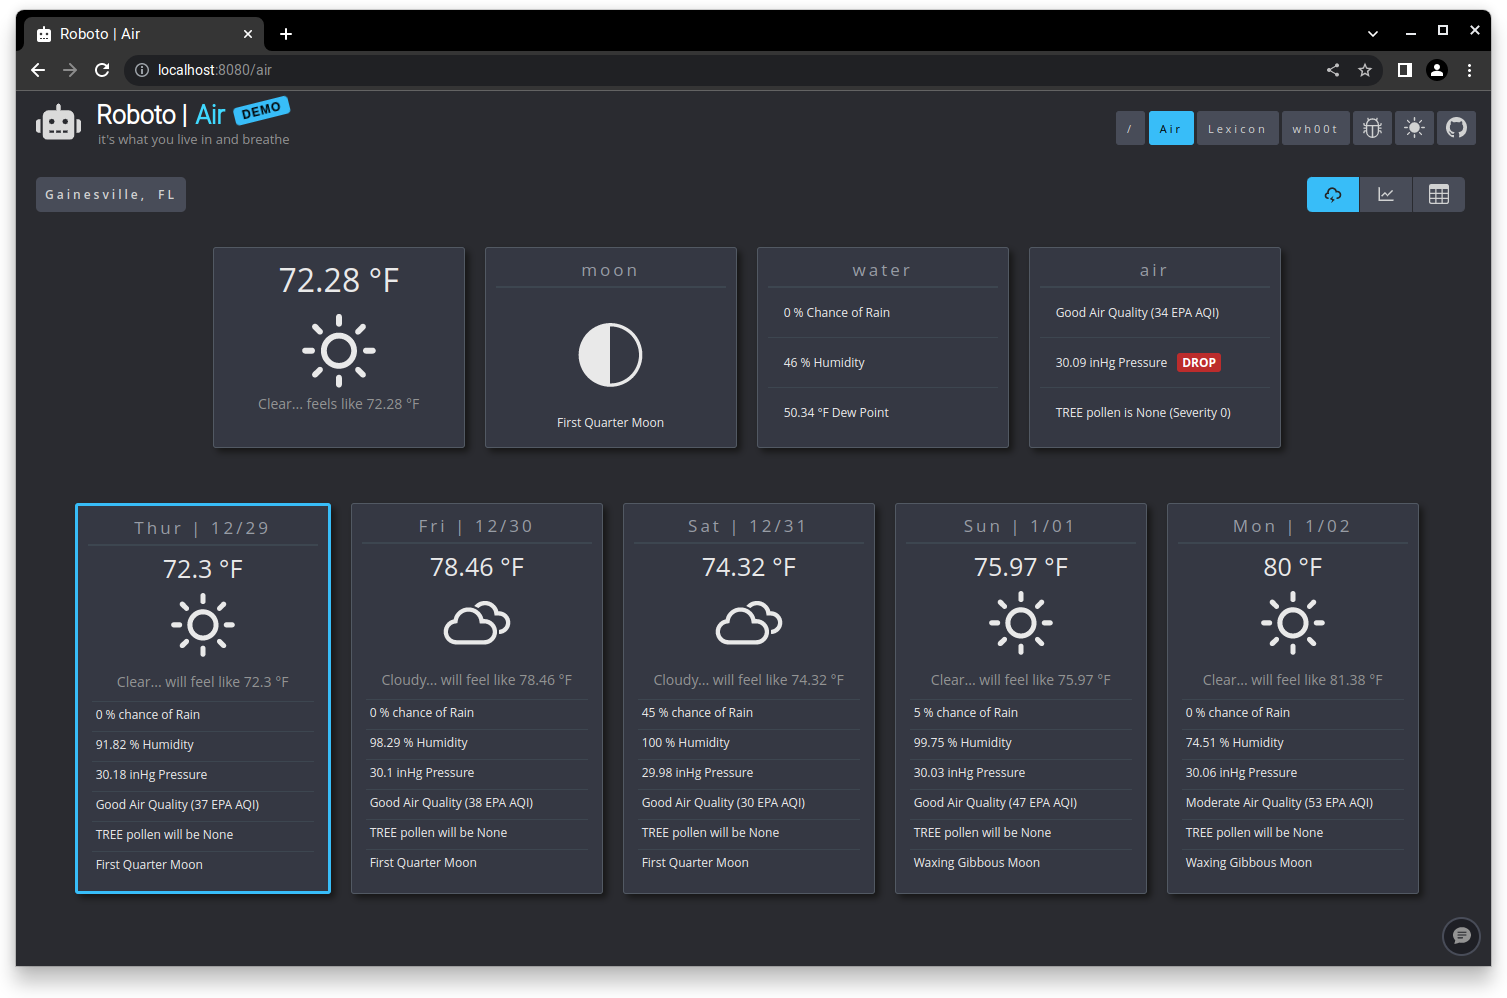 Roboto | Air
localhost:8080/air
Roboto | Air DEMO
it's what you live in and breathe
/ Air Lexicon wh00t
Gainesville, FL
72.28 °F
Clear... feels like 72.28 °F
moon
First Quarter Moon
water
0 % Chance of Rain
46 % Humidity
50.34 °F Dew Point
air
Good Air Quality (34 EPA AQI)
30.09 inHg Pressure DROP
TREE pollen is None (Severity 0)
Thur | 12/29
72.3 °F
Clear... will feel like 72.3 °F
0 % chance of Rain
91.82 % Humidity
30.18 inHg Pressure
Good Air Quality (37 EPA AQI)
TREE pollen will be None
First Quarter Moon
Fri | 12/30
78.46 °F
Cloudy... will feel like 78.46 °F
0 % chance of Rain
98.29 % Humidity
30.1 inHg Pressure
Good Air Quality (38 EPA AQI)
TREE pollen will be None
First Quarter Moon
Sat | 12/31
74.32 °F
Cloudy... will feel like 74.32 °F
45 % chance of Rain
100 % Humidity
29.98 inHg Pressure
Good Air Quality (30 EPA AQI)
TREE pollen will be None
First Quarter Moon
Sun | 1/01
75.97 °F
Clear... will feel like 75.97 °F
5 % chance of Rain
99.75 % Humidity
30.03 inHg Pressure
Good Air Quality (47 EPA AQI)
TREE pollen will be None
Waxing Gibbous Moon
Mon | 1/02
80 °F
Clear... will feel like 81.38 °F
0 % chance of Rain
74.51 % Humidity
30.06 inHg Pressure
Moderate Air Quality (53 EPA AQI)
TREE pollen will be None
Waxing Gibbous Moon